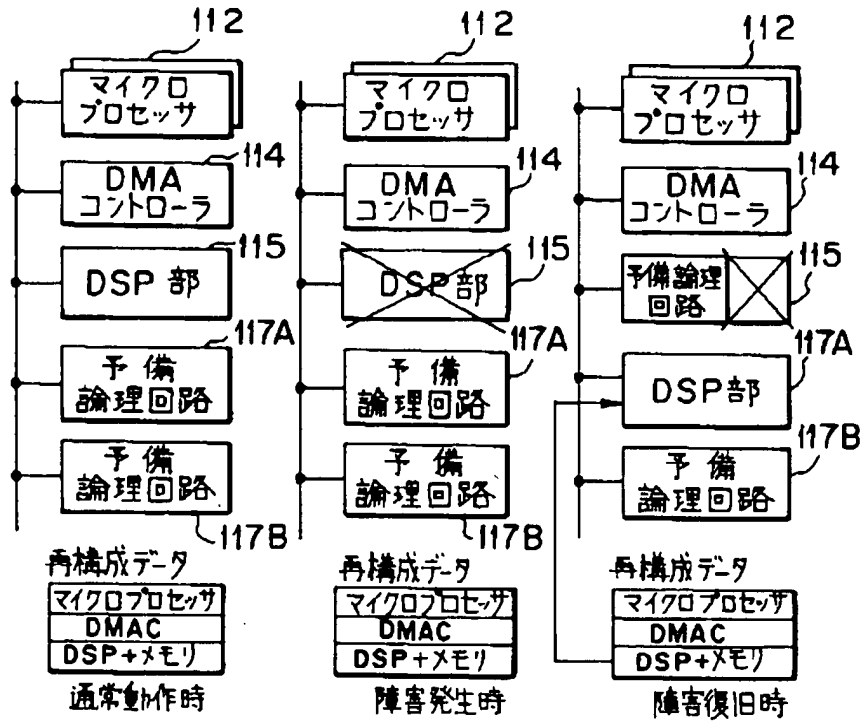 112
マイクロ
プロセッサ
114
DMA
コントローラ
115
DSP部
117A
予備
論理回路
予備
論理回路
117B
再構成データ
マイクロプロセッサ
DMAC
DSP+メモリ
通常動作時
112
マイクロ
プロセッサ
114
DMA
コントローラ
115
DSP部
117A
予備
論理回路
予備
論理回路
117B
再構成データ
マイクロプロセッサ
DMAC
DSP+メモリ
障害発生時
112
マイクロ
プロセッサ
114
DMA
コントローラ
115
予備論理
回路
117A
DSP部
117B
予備
論理回路
再構成データ
マイクロプロセッサ
DMAC
DSP+メモリ
障害復旧時